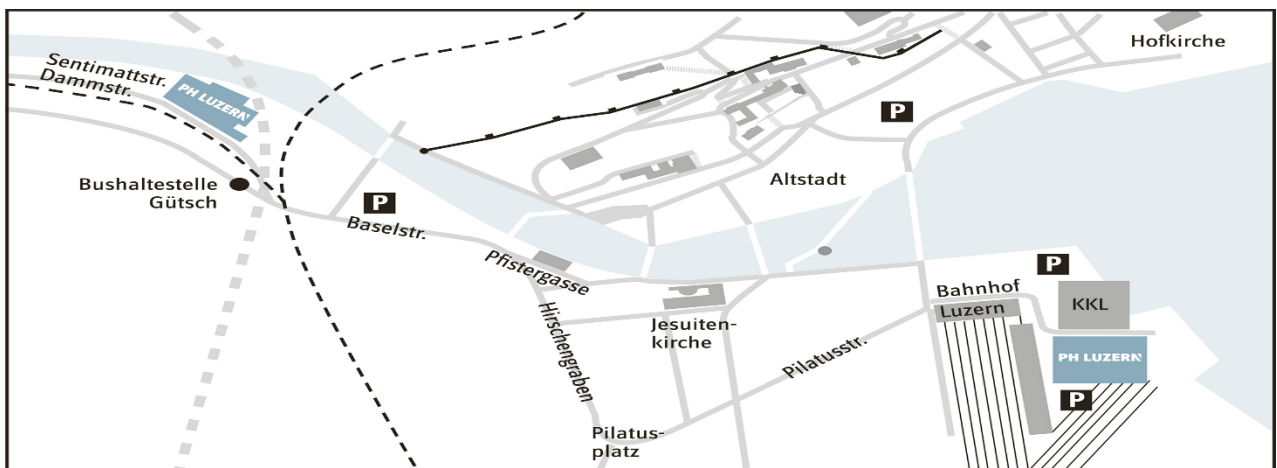 Hofkirche
Sentimattstr.
Dammstr.
PH LUZERN
P
Bushaltestelle
Gütsch
P
Baselstr.
Altstadt
Pfistergasse
Hirschengraben
Jesuiten-
kirche
Pilatusstr.
Pilatus-
platz
P
Bahnhof
Luzern
KKL
PH LUZERN
P